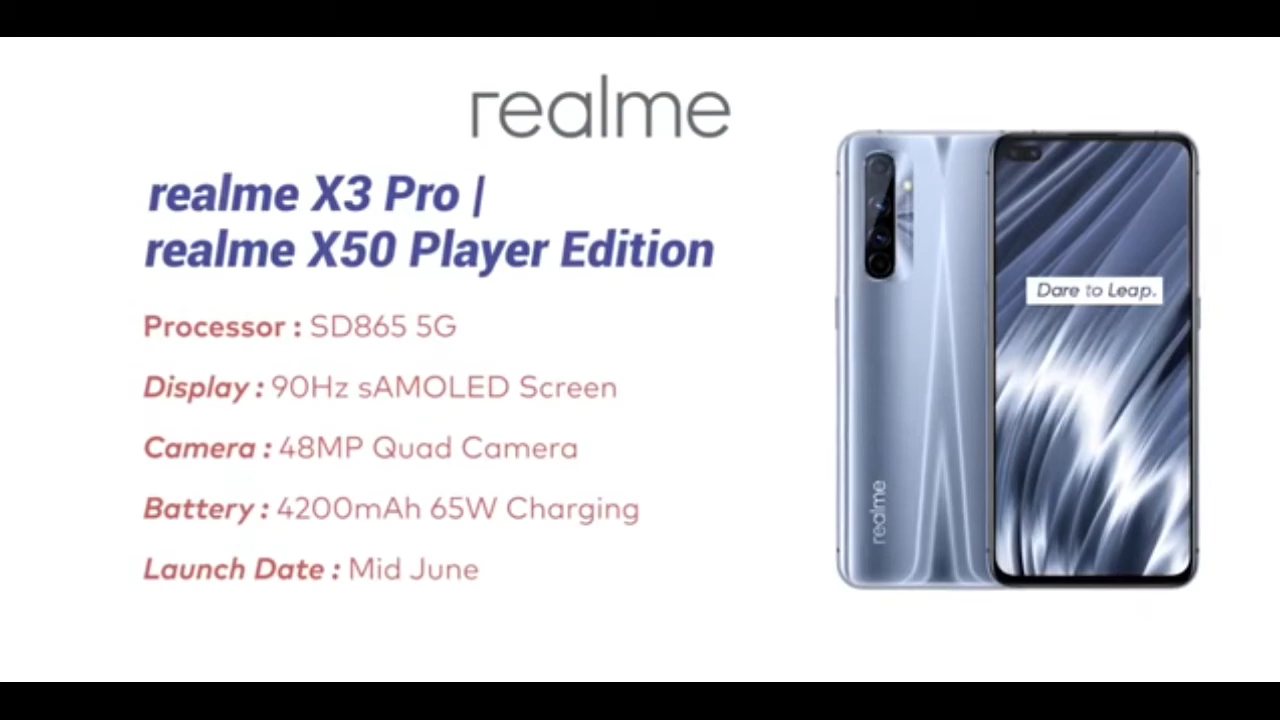 realme
realme X3 Pro |
realme X50 Player Edition
Processor : SD865 5G
Display : 90Hz sAMOLED Screen
Camera : 48MP Quad Camera
Battery : 4200mAh 65W Charging
Launch Date : Mid June
Dare to Leap.
realme